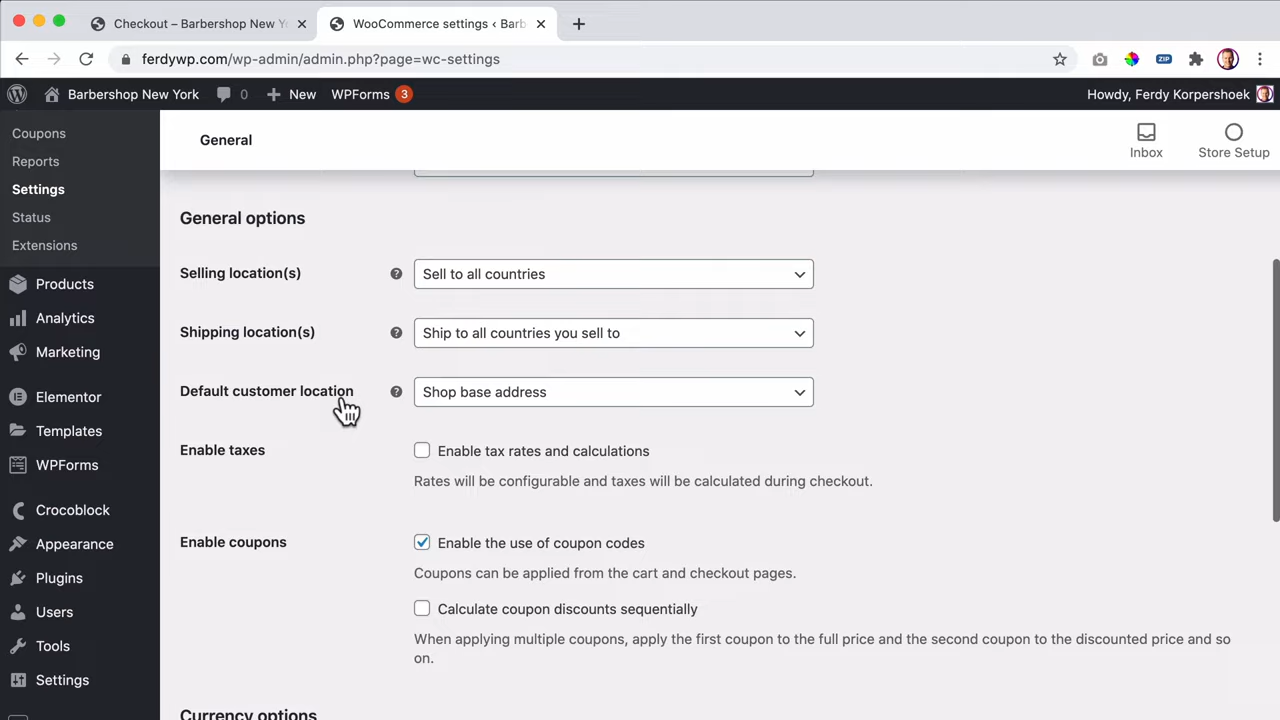 Checkout – Barbershop New Yo
WooCommerce settings ‹ Barb
ferdywp.com/wp-admin/admin.php?page=wc-settings
ZIP
Barbershop New York
0
New
WPForms
3
Howdy, Ferdy Korpershoek
Coupons
Reports
Settings
Status
Extensions
Products
Analytics
Marketing
Elementor
Templates
WPForms
Crocoblock
Appearance
Plugins
Users
Tools
Settings
General
Inbox
Store Setup
General options
Selling location(s)
Sell to all countries
Shipping location(s)
Ship to all countries you sell to
Default customer location
Shop base address
Enable taxes
Enable tax rates and calculations
Rates will be configurable and taxes will be calculated during checkout.
Enable coupons
Enable the use of coupon codes
Coupons can be applied from the cart and checkout pages.
Calculate coupon discounts sequentially
When applying multiple coupons, apply the first coupon to the full price and the second coupon to the discounted price and so
on.
Currency options